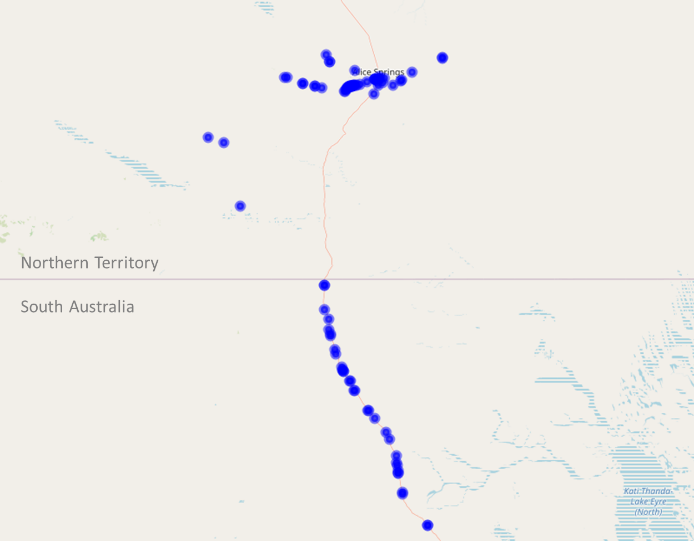 Alice Springs
Northern Territory
South Australia
Kati Thanda-
Lake Eyre
(North)